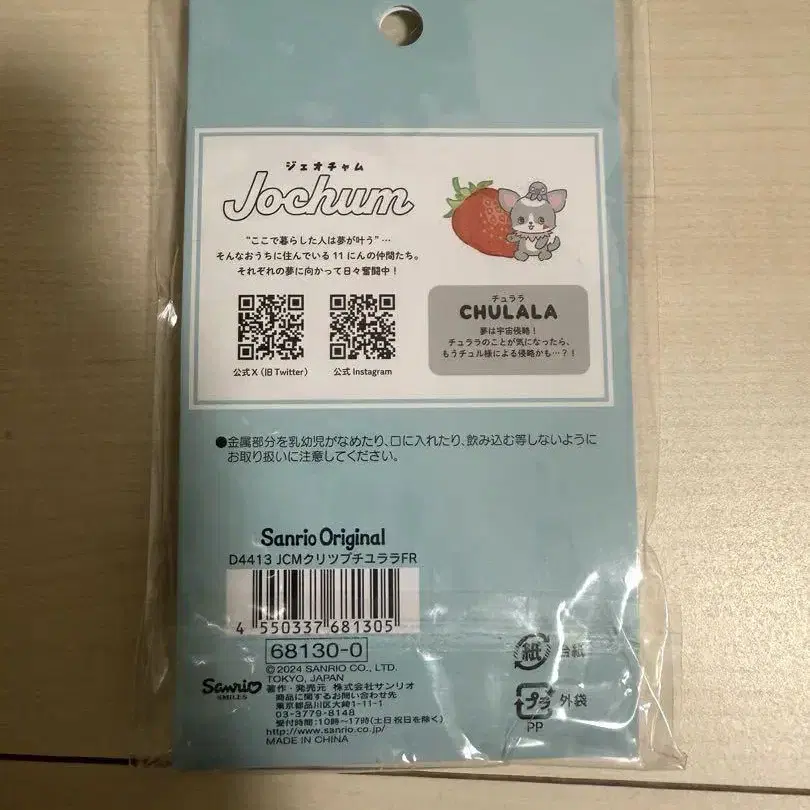 ジェオチャム
Jochum
“ここで暮らした人は夢が叶う”…
そんなおうちに住んでいる 11 にんの仲間たち。
それぞれの夢に向かって日々奮闘中！
公式X（旧Twitter）
公式 Instagram
チュララ
CHULALA
夢は宇宙侵略！
チュララのことが気になったら、
もうチュル様による侵略かも…？！
●金属部分を乳幼児がなめたり、口に入れたり、飲み込む等しないように
お取り扱いに注意してください。
Sanrio Original
D4413 JCMクリツプチユララFR
4 550337 681305
68130-0
©2024 SANRIO CO., LTD.
TOKYO, JAPAN
著作・発売元 株式会社サンリオ
商品に関するお問い合わせ先
東京都品川区大崎1-11-1
03-3779-8148
受付時間：10時～17時(土日祝日を除く)
http://www.sanrio.co.jp/
MADE IN CHINA
Sanrio
SMILES
紙 台紙
プラ 外袋
PP